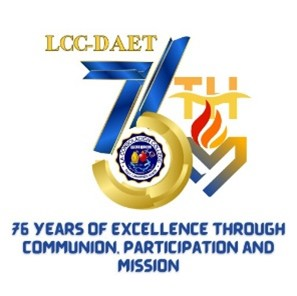 LCC-DAET
76TH
76 YEARS OF EXCELLENCE THROUGH
COMMUNION, PARTICIPATION AND
MISSION